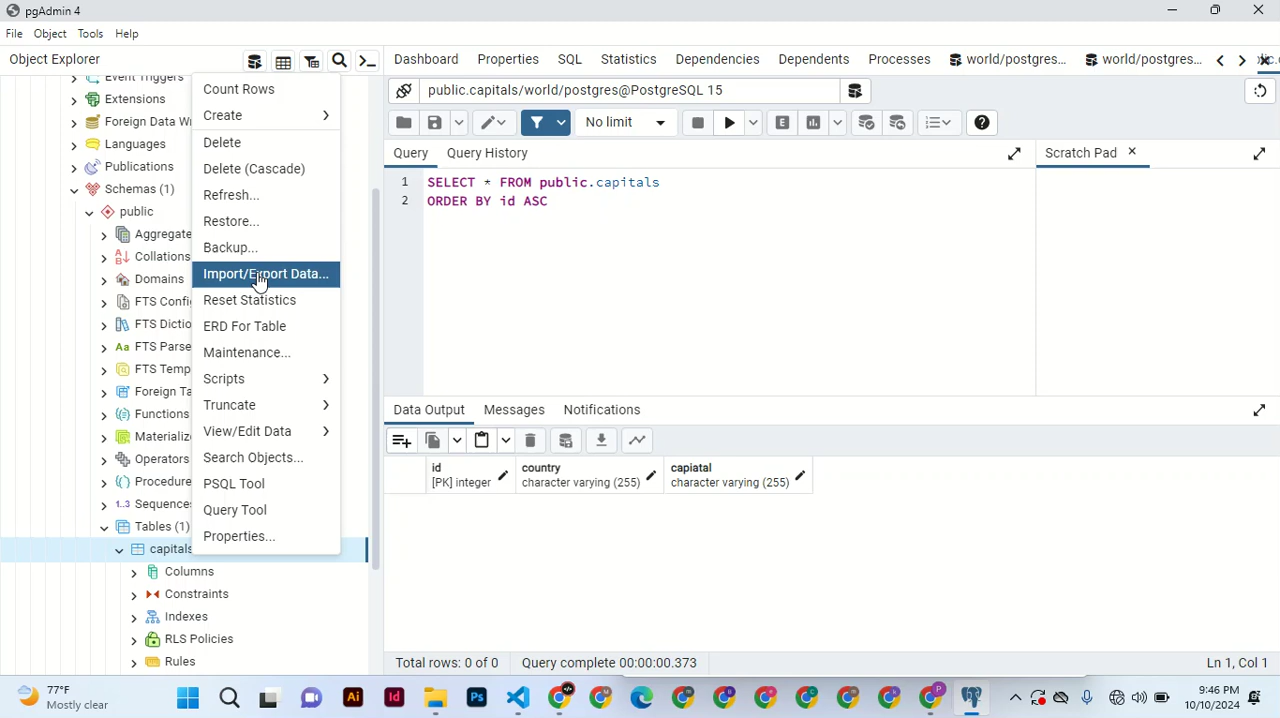 pgAdmin 4
File Object Tools Help
Object Explorer
Dashboard Properties SQL Statistics Dependencies Dependents Processes world/postgres... world/postgres...
public.capitals/world/postgres@PostgreSQL 15
No limit
Query Query History
Scratch Pad
1 SELECT * FROM public.capitals
2 ORDER BY id ASC
Event Triggers
Extensions
Foreign Data
Languages
Publications
Schemas (1)
public
Aggregate
Collations
Domains
FTS Config
FTS Dictio
FTS Parse
FTS Temp
Foreign Ta
Functions
Materialize
Operators
Procedure
1..3 Sequences
Tables (1)
capitals
Columns
Constraints
Indexes
RLS Policies
Rules
Count Rows
Create
Delete
Delete (Cascade)
Refresh...
Restore...
Backup...
Import/Export Data...
Reset Statistics
ERD For Table
Maintenance...
Scripts
Truncate
View/Edit Data
Search Objects...
PSQL Tool
Query Tool
Properties...
Data Output Messages Notifications
id country capiatal
[PK] integer character varying (255) character varying (255)
Total rows: 0 of 0 Query complete 00:00:00.373 Ln 1, Col 1
77°F
Mostly clear
9:46 PM
10/10/2024